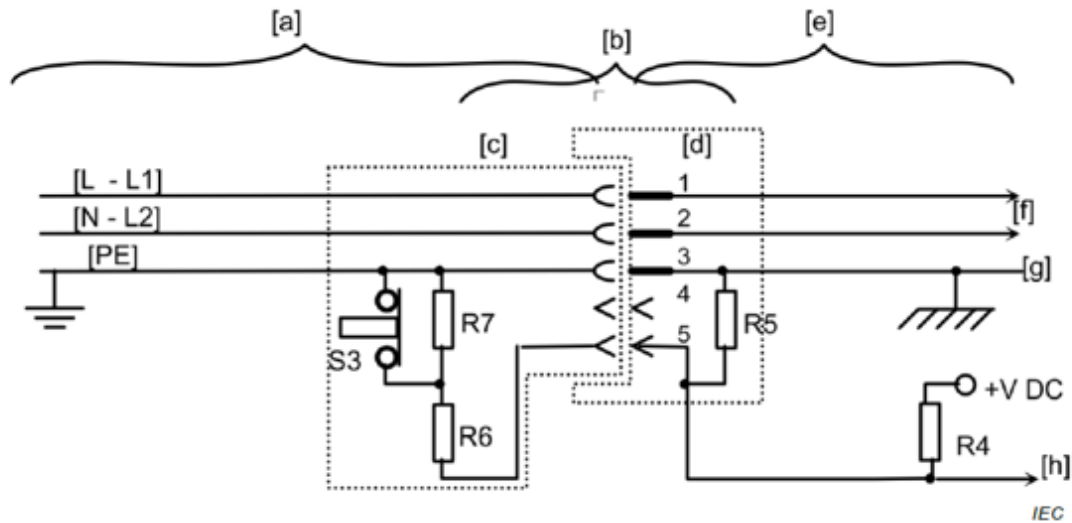 [a]
[b]
[e]
[c]
[d]
[L - L1]
1
[N - L2]
2
[f]
[PE]
3
[g]
4
R7
R5
S3
5
+V DC
R6
R4
[h]
IEC